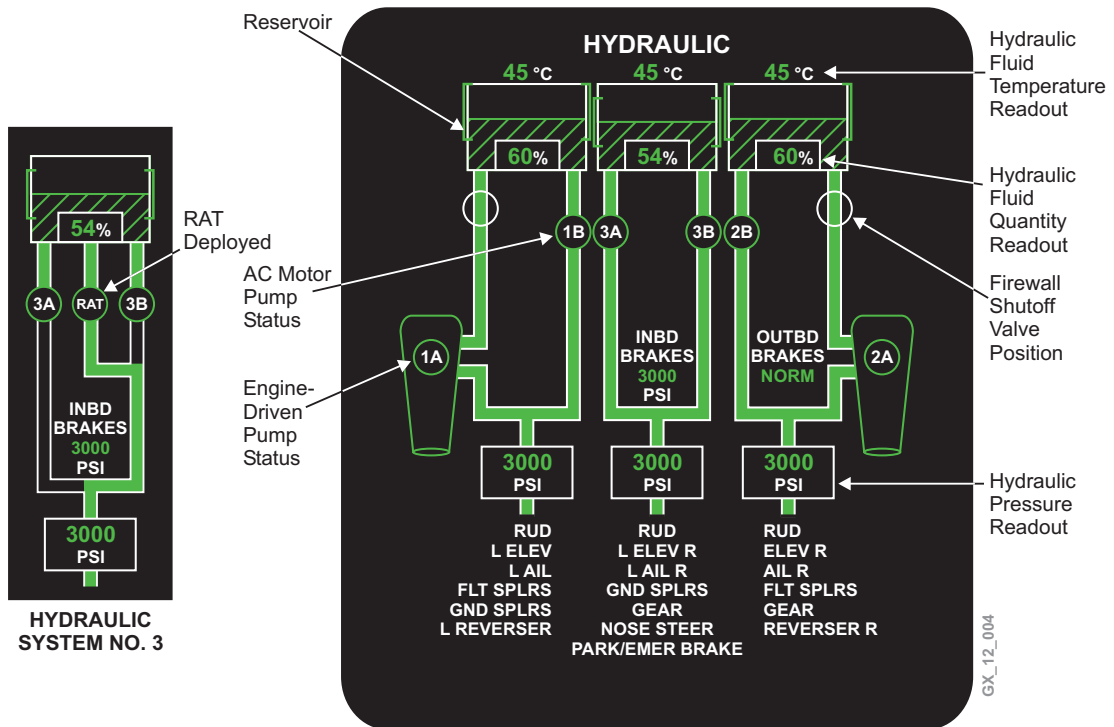 Reservoir
HYDRAULIC
45 °C
45 °C
45 °C
Hydraulic
Fluid
Temperature
Readout
60%
54%
60%
Hydraulic
Fluid
Quantity
Readout
54%
RAT
Deployed
3A
RAT
3B
AC Motor
Pump
Status
1B
3A
3B
2B
Firewall
Shutoff
Valve
Position
1A
INBD
BRAKES
3000
PSI
OUTBD
BRAKES
NORM
2A
Engine-
Driven
Pump
Status
INBD
BRAKES
3000
PSI
3000
PSI
3000
PSI
3000
PSI
3000
PSI
Hydraulic
Pressure
Readout
RUD
L ELEV
L AIL
FLT SPLRS
GND SPLRS
L REVERSER
RUD
L ELEV R
L AIL R
GND SPLRS
GEAR
NOSE STEER
PARK/EMER BRAKE
RUD
ELEV R
AIL R
FLT SPLRS
GEAR
REVERSER R
HYDRAULIC
SYSTEM NO. 3
GX_12_004